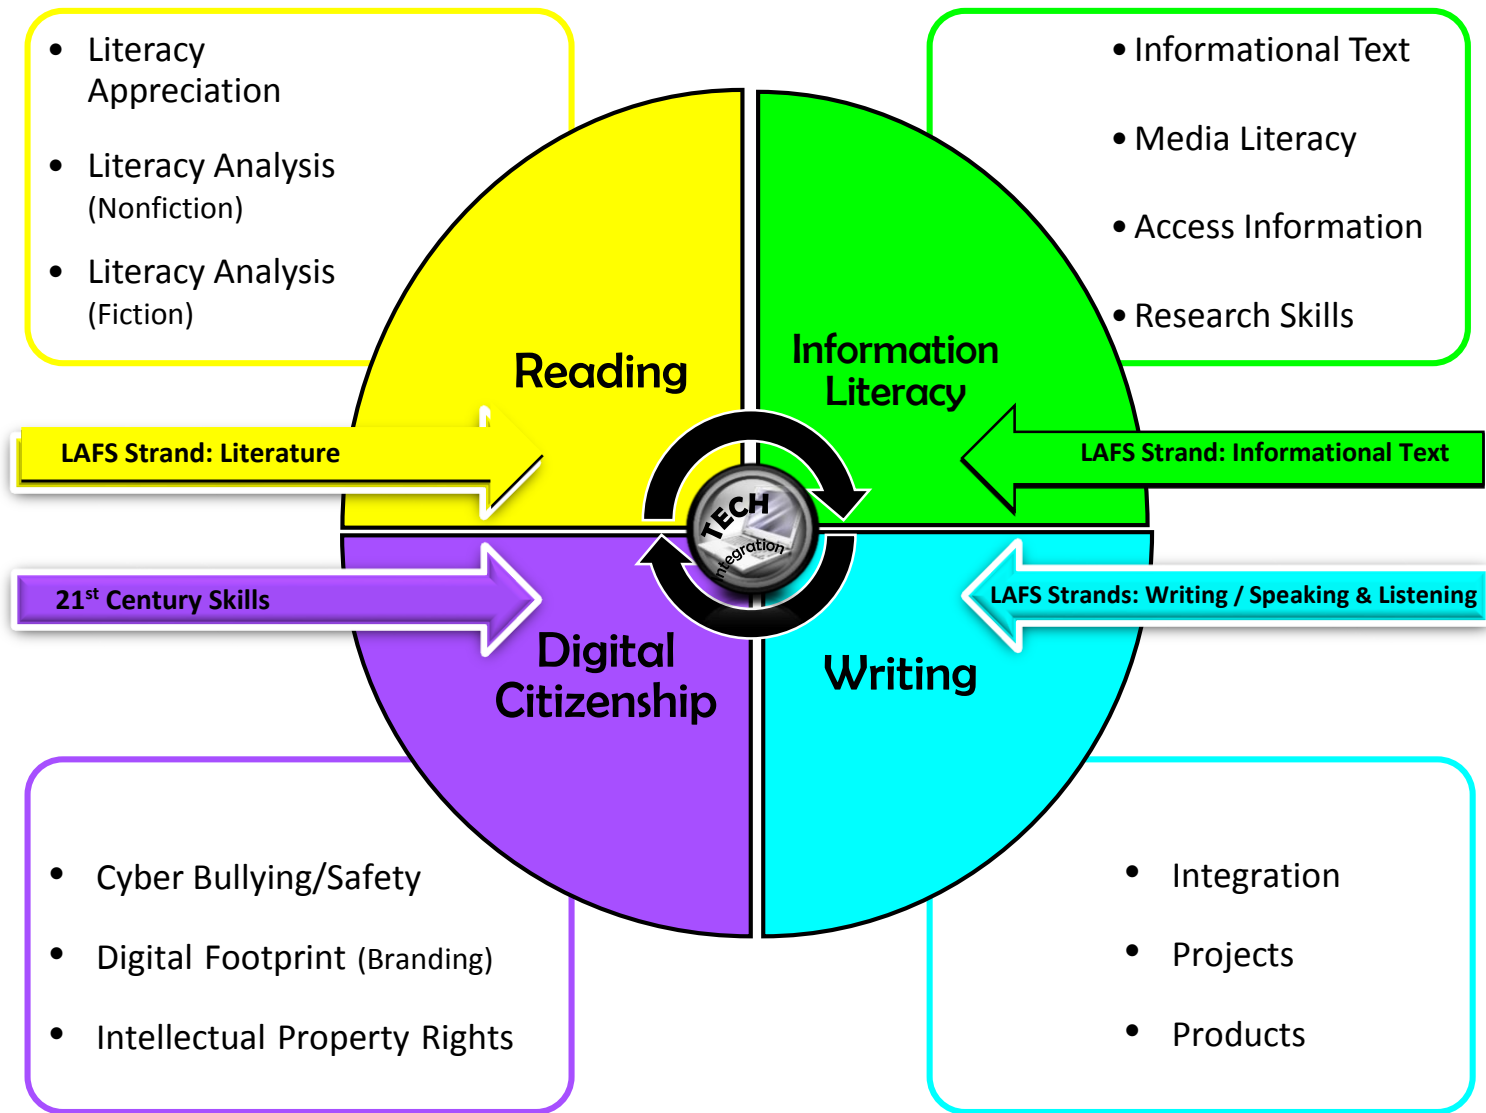 • Literacy
Appreciation
• Literacy Analysis
(Nonfiction)
• Literacy Analysis
(Fiction)
• Informational Text
• Media Literacy
• Access Information
• Research Skills
Reading
Information
Literacy
LAFS Strand: Literature
LAFS Strand: Informational Text
TECH
Integration
21st Century Skills
LAFS Strands: Writing / Speaking & Listening
Digital
Citizenship
Writing
• Cyber Bullying/Safety
• Digital Footprint (Branding)
• Intellectual Property Rights
• Integration
• Projects
• Products